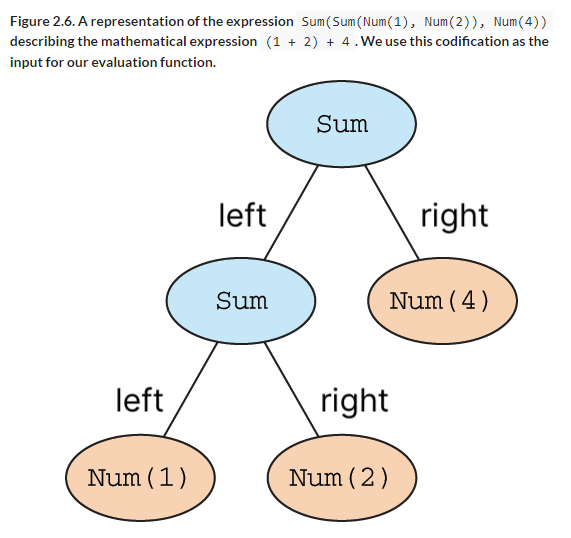 Figure 2.6. A representation of the expression Sum(Sum(Num(1), Num(2)), Num(4))
describing the mathematical expression (1 + 2) + 4 . We use this codification as the
input for our evaluation function.
Sum
left
right
Sum
Num(4)
left
right
Num(1)
Num(2)